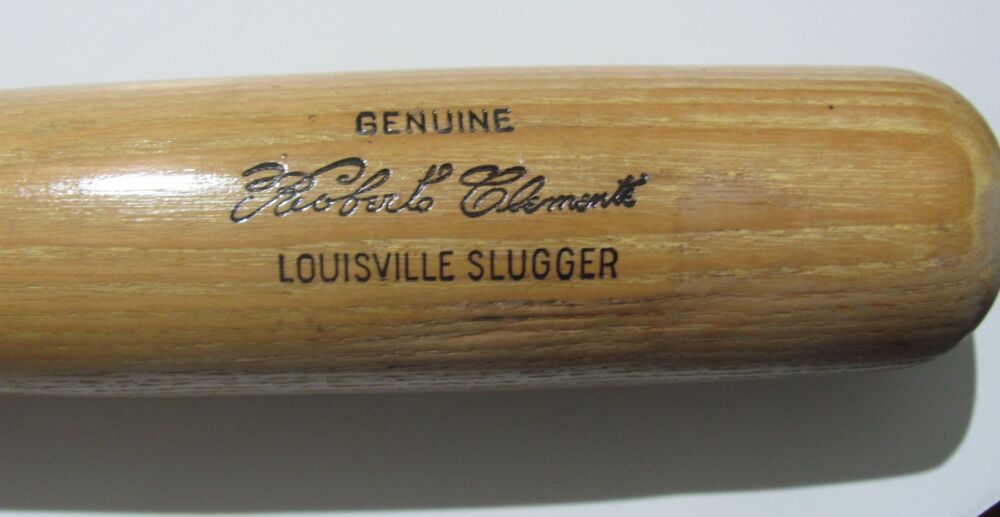 GENUINE
Roberto Clemente
LOUISVILLE SLUGGER